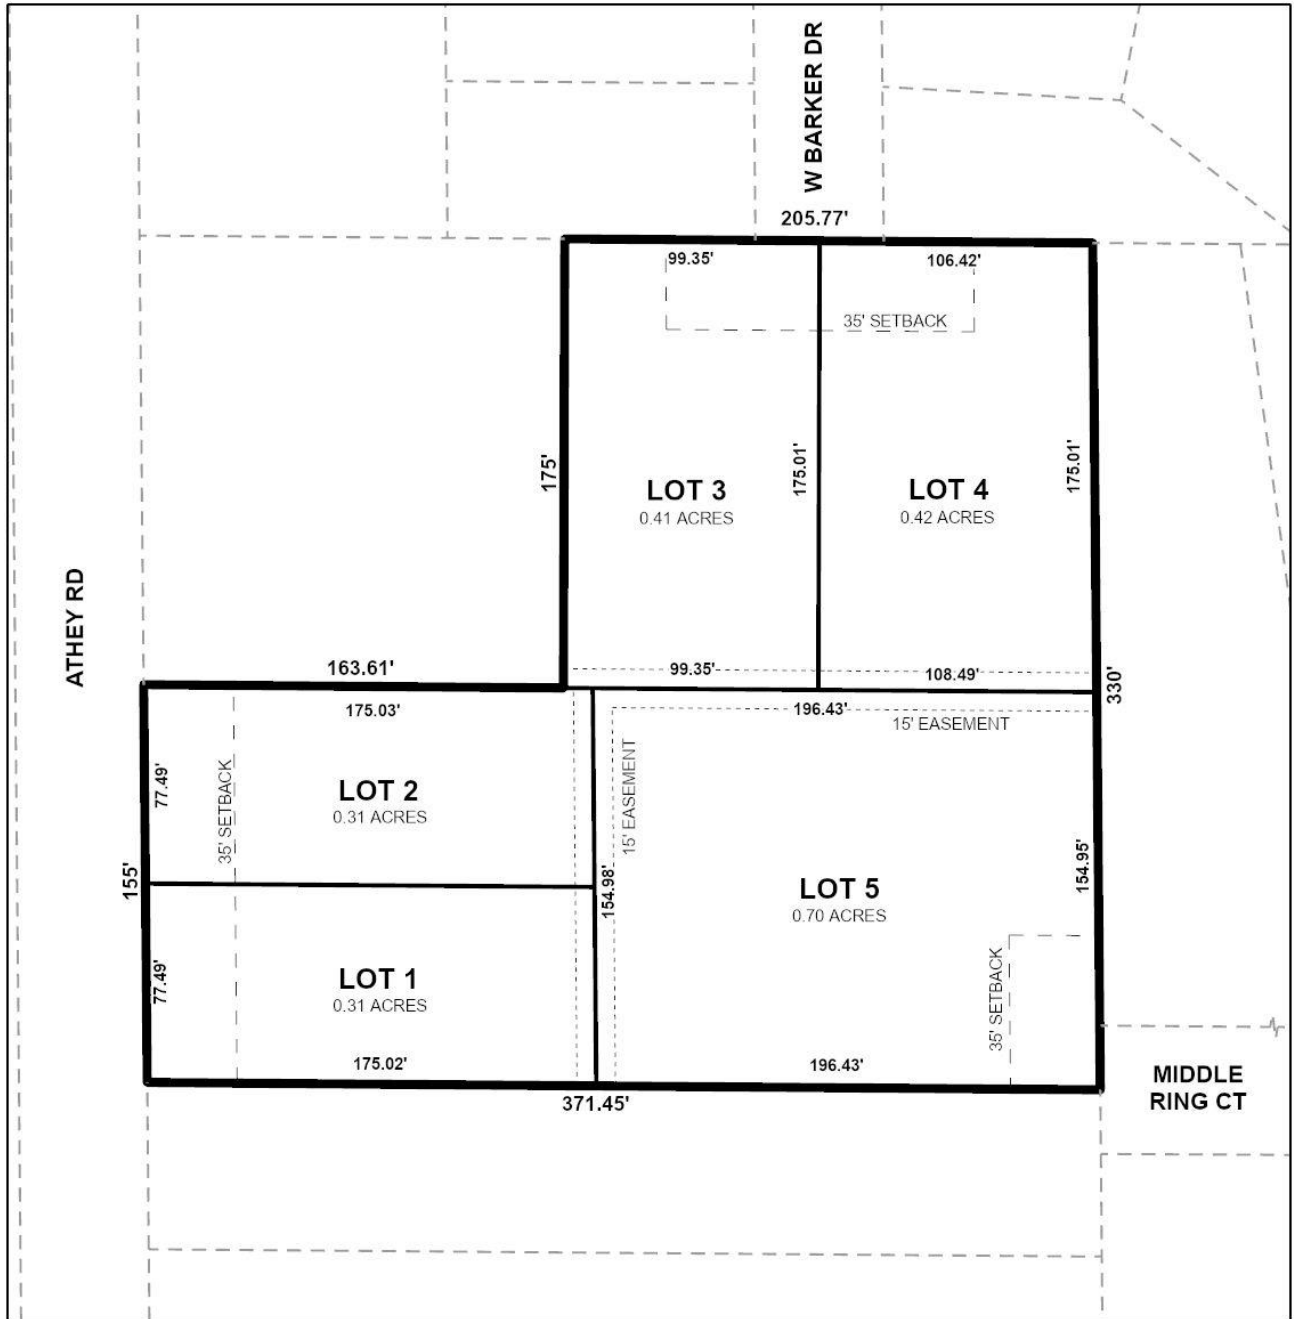 W BARKER DR
205.77'
99.35'
106.42'
35' SETBACK
175'
175.01'
175.01'
LOT 3
0.41 ACRES
LOT 4
0.42 ACRES
ATHEY RD
163.61'
99.35'
108.49'
330'
175.03'
196.43'
15' EASEMENT
77.49'
35' SETBACK
LOT 2
0.31 ACRES
15' EASEMENT
155'
154.98'
LOT 5
0.70 ACRES
154.95'
77.49'
LOT 1
0.31 ACRES
35' SETBACK
175.02'
196.43'
371.45'
MIDDLE
RING CT